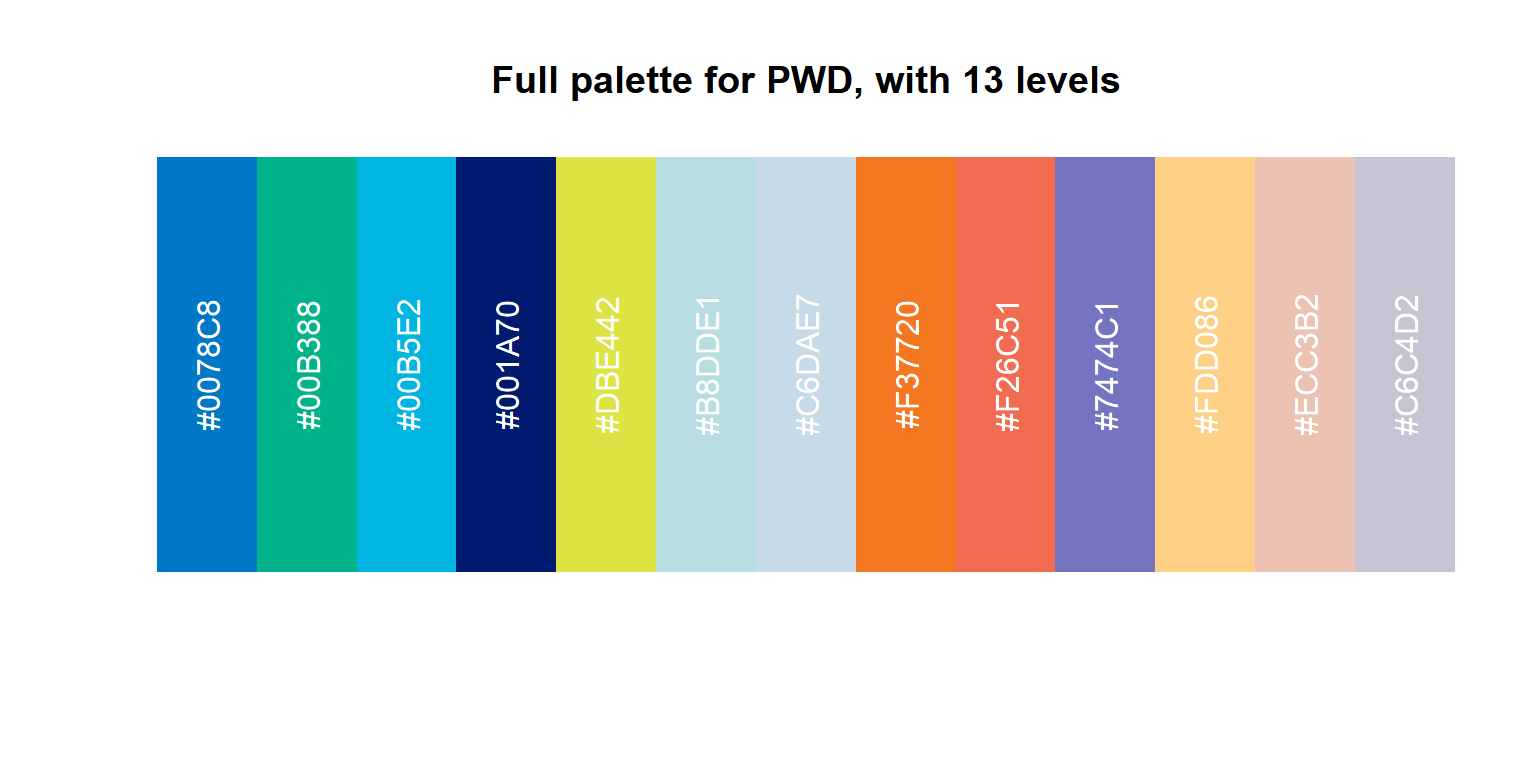 Full palette for PWD, with 13 levels
#0078C8
#00B388
#00B5E2
#001A70
#DBE442
#B8DDE1
#C6DAE7
#F37720
#F26C51
#7474C1
#FDD086
#ECC3B2
#C6C4D2